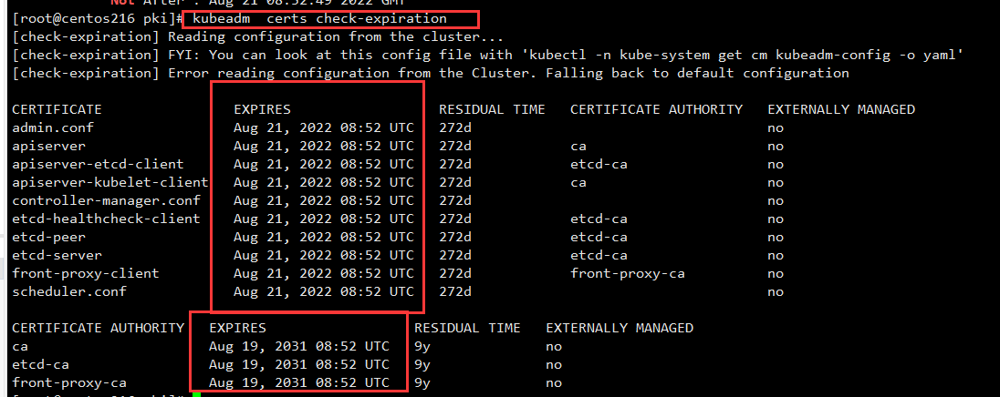 Not After : Aug 21 08:52:49 2022 GMT
[root@centos216 pki]# kubeadm  certs check-expiration
[check-expiration] Reading configuration from the cluster...
[check-expiration] FYI: You can look at this config file with 'kubectl -n kube-system get cm kubeadm-config -o yaml'
[check-expiration] Error reading configuration from the Cluster. Falling back to default configuration
CERTIFICATE                EXPIRES                  RESIDUAL TIME   CERTIFICATE AUTHORITY   EXTERNALLY MANAGED
admin.conf                 Aug 21, 2022 08:52 UTC   272d                                    no
apiserver                  Aug 21, 2022 08:52 UTC   272d            ca                      no
apiserver-etcd-client      Aug 21, 2022 08:52 UTC   272d            etcd-ca                 no
apiserver-kubelet-client   Aug 21, 2022 08:52 UTC   272d            ca                      no
controller-manager.conf    Aug 21, 2022 08:52 UTC   272d                                    no
etcd-healthcheck-client    Aug 21, 2022 08:52 UTC   272d            etcd-ca                 no
etcd-peer                  Aug 21, 2022 08:52 UTC   272d            etcd-ca                 no
etcd-server                Aug 21, 2022 08:52 UTC   272d            etcd-ca                 no
front-proxy-client         Aug 21, 2022 08:52 UTC   272d            front-proxy-ca          no
scheduler.conf             Aug 21, 2022 08:52 UTC   272d                                    no
CERTIFICATE AUTHORITY   EXPIRES                  RESIDUAL TIME   EXTERNALLY MANAGED
ca                      Aug 19, 2031 08:52 UTC   9y              no
etcd-ca                 Aug 19, 2031 08:52 UTC   9y              no
front-proxy-ca          Aug 19, 2031 08:52 UTC   9y              no